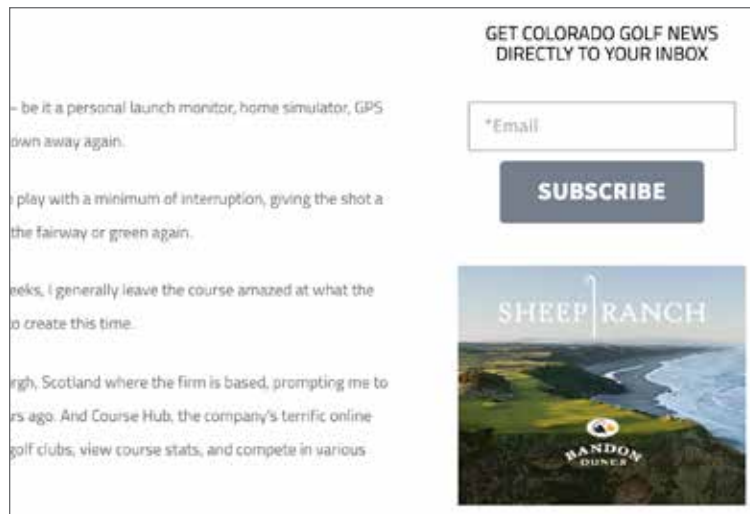 – be it a personal launch monitor, home simulator, GPS
own away again.
play with a minimum of interruption, giving the shot a
the fairway or green again.
eeks, I generally leave the course amazed at what the
o create this time.
rgh, Scotland where the firm is based, prompting me to
rs ago. And Course Hub, the company's terrific online
golf clubs, view course stats, and compete in various
GET COLORADO GOLF NEWS
DIRECTLY TO YOUR INBOX
*Email
SUBSCRIBE
SHEEP RANCH
BANDON
DUNES